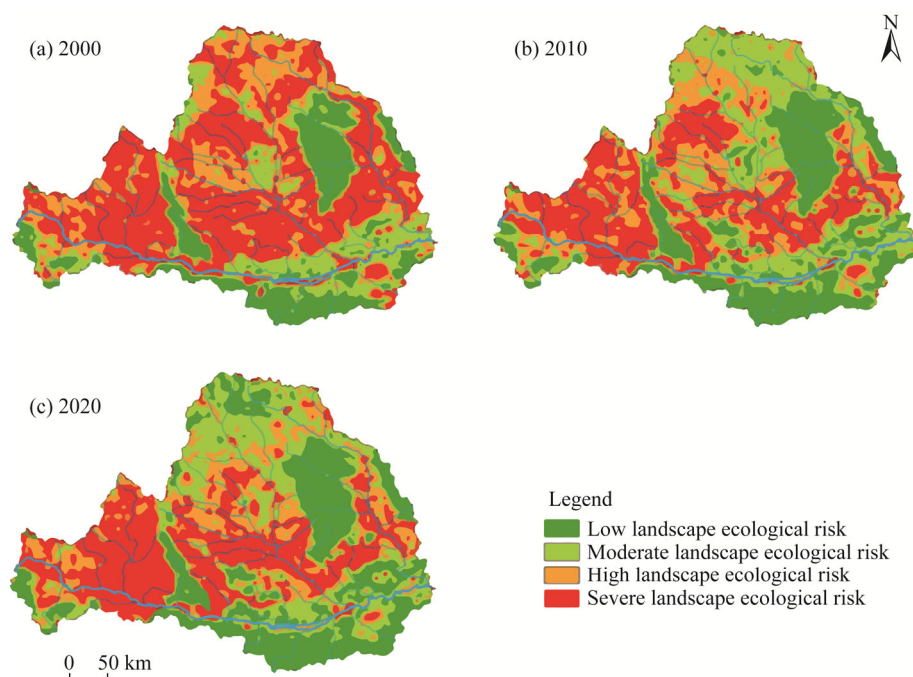 (a) 2000
(b) 2010
N
(c) 2020
Legend
Low landscape ecological risk
Moderate landscape ecological risk
High landscape ecological risk
Severe landscape ecological risk
0 50 km